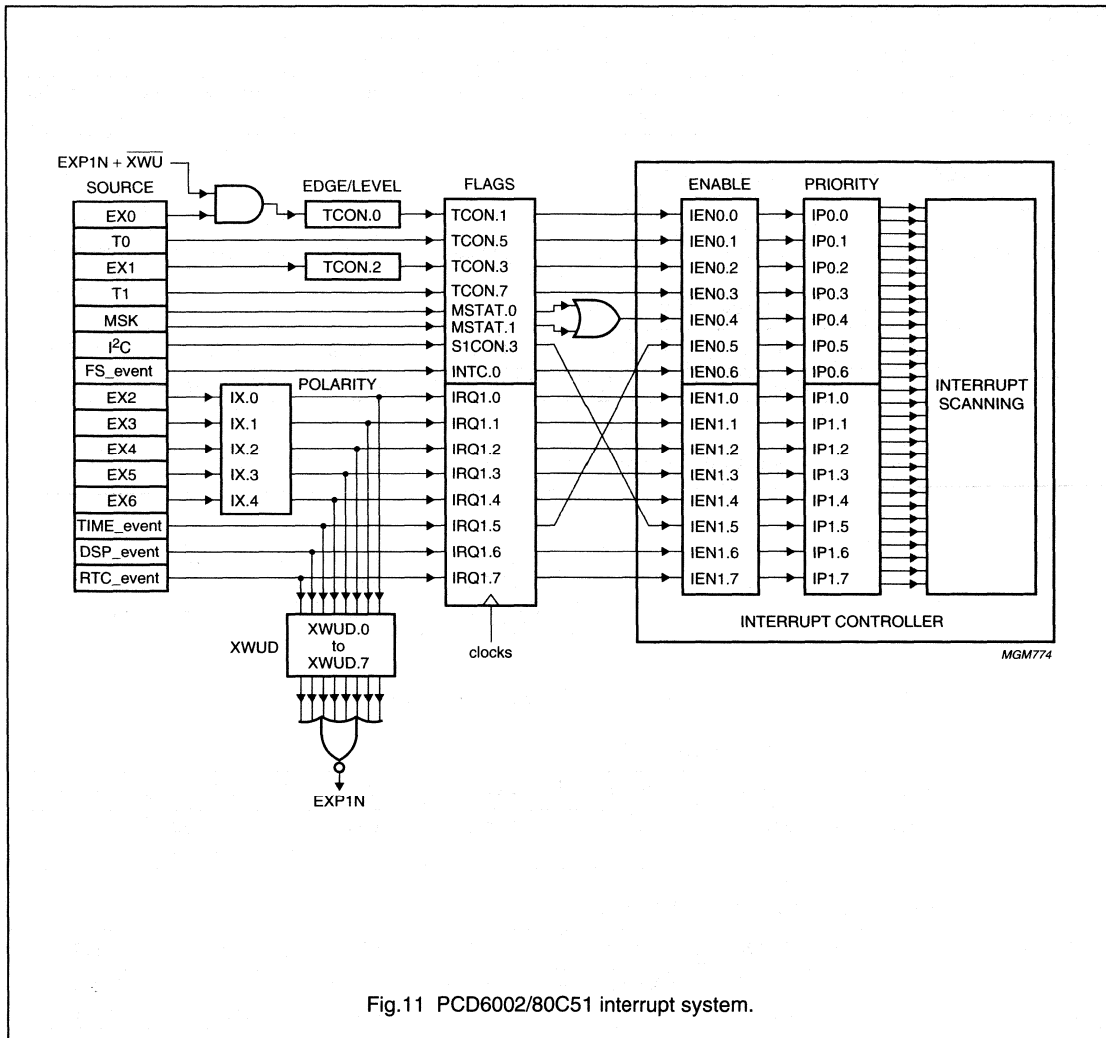 EXP1N + XWU
SOURCE
EDGE/LEVEL
FLAGS
ENABLE
PRIORITY
EX0
T0
EX1
T1
MSK
I²C
FS_event
EX2
EX3
EX4
EX5
EX6
TIME_event
DSP_event
RTC_event
TCON.0
TCON.2
POLARITY
IX.0
IX.1
IX.2
IX.3
IX.4
TCON.1
TCON.5
TCON.3
TCON.7
MSTAT.0
MSTAT.1
S1CON.3
INTC.0
IRQ1.0
IRQ1.1
IRQ1.2
IRQ1.3
IRQ1.4
IRQ1.5
IRQ1.6
IRQ1.7
clocks
IEN0.0
IEN0.1
IEN0.2
IEN0.3
IEN0.4
IEN0.5
IEN0.6
IEN1.0
IEN1.1
IEN1.2
IEN1.3
IEN1.4
IEN1.5
IEN1.6
IEN1.7
IP0.0
IP0.1
IP0.2
IP0.3
IP0.4
IP0.5
IP0.6
IP1.0
IP1.1
IP1.2
IP1.3
IP1.4
IP1.5
IP1.6
IP1.7
INTERRUPT
SCANNING
INTERRUPT CONTROLLER
MGM774
XWUD
XWUD.0
to
XWUD.7
EXP1N
Fig.11 PCD6002/80C51 interrupt system.